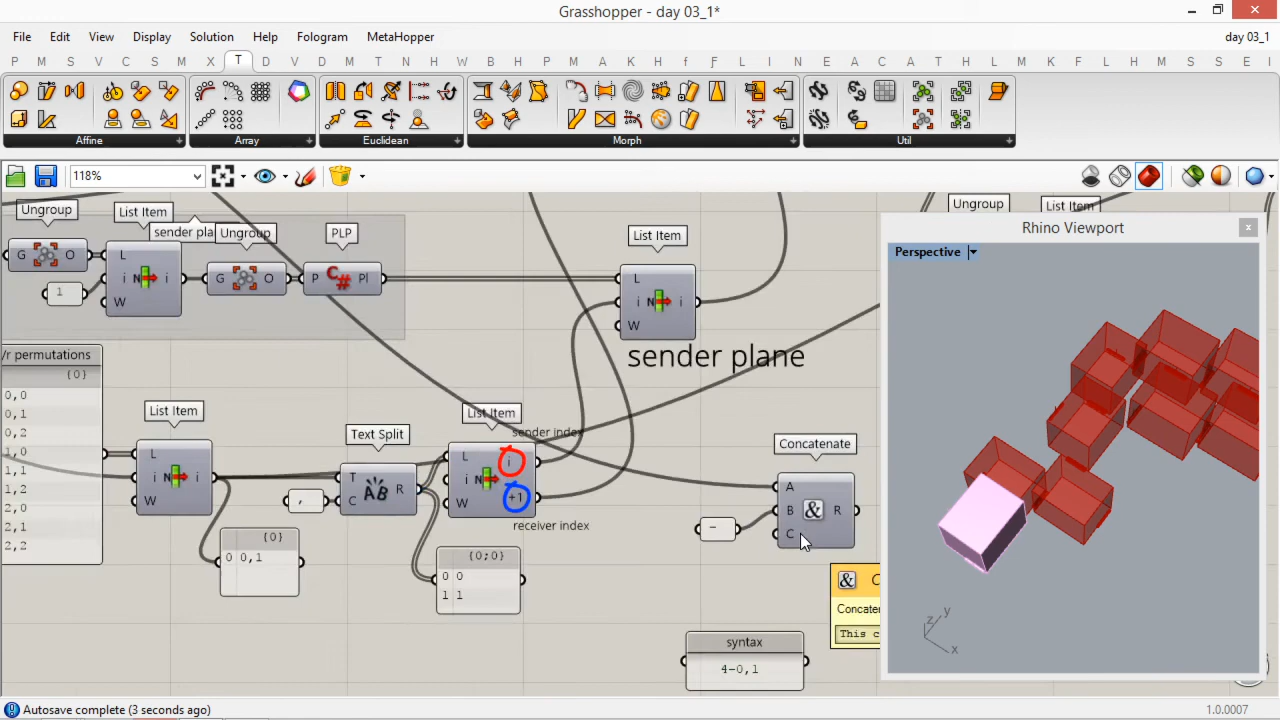 Grasshopper - day 03_1*
File Edit View Display Solution Help Fologram MetaHopper day 03_1
P M S V C S M X R T D V T E T N H W B H P M A K H f F L I N E A M T H M S S E I
Affine Array Euclidean Morph Util
118%
Ungroup List Item sender pla Ungroup PLP List Item Ungroup List Item
Rhino Viewport
Perspective
G O L i W i G O P C# Pl L i W i
1
sender plane
/r permutations
{0}
0,0
0,1
0,2
1,0
1,1
1,2
2,0
2,1
2,2
List Item
L i W i
{0}
0 0,1
Text Split
T C AB R
,
List Item
sender index
L i W i +1
receiver index
{0;0}
0 0
1 1
Concatenate
A B C & R
-
Concater
This c
syntax
4-0,1
z y x
Autosave complete (3 seconds ago) 1.0.0007